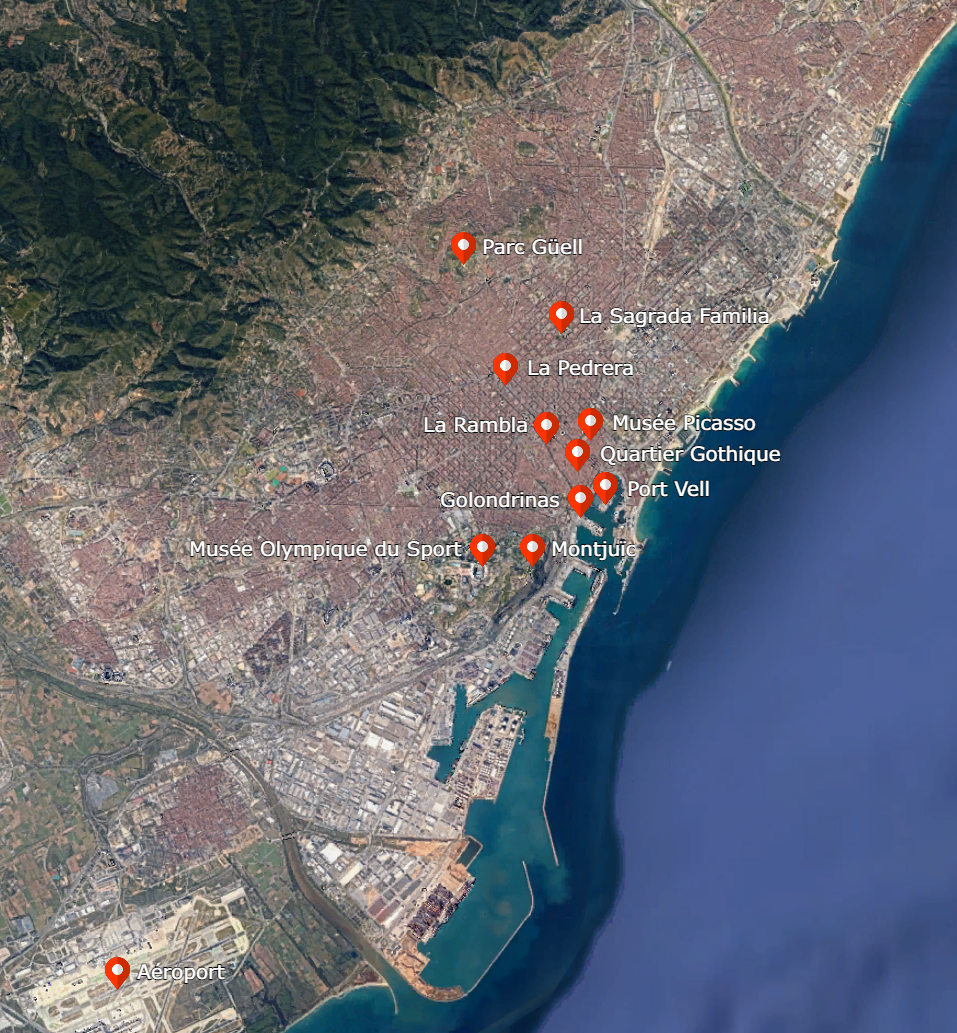 Parc Güell
La Sagrada Familia
La Pedrera
La Rambla
Musée Picasso
Quartier Gothique
Port Vell
Golondrinas
Musée Olympique du Sport
Montjuïc
Aéroport